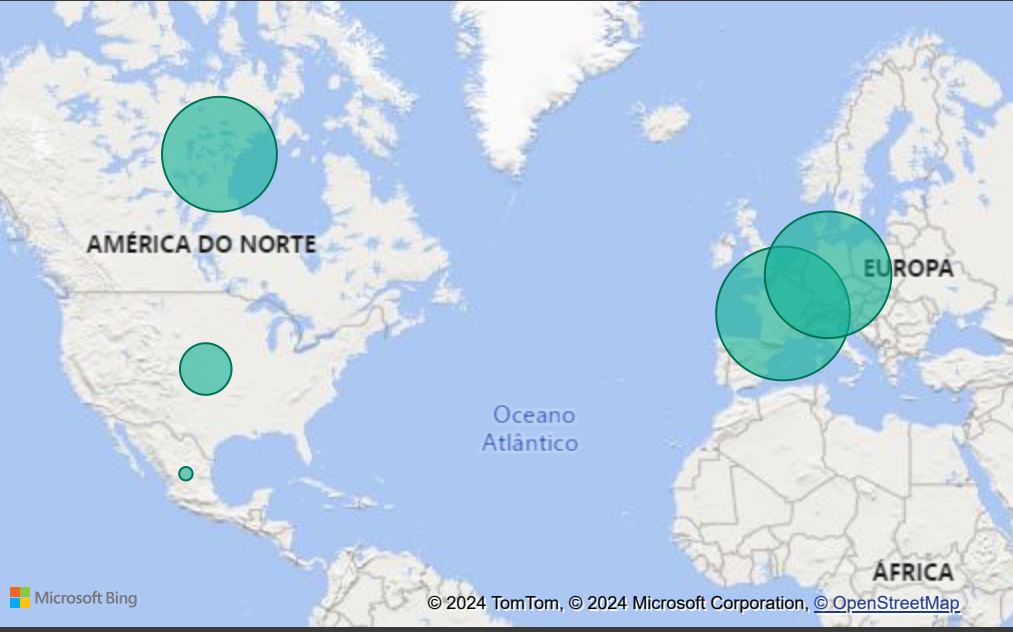 AMÉRICA DO NORTE
EUROPA
Oceano
Atlântico
ÁFRICA
Microsoft Bing
© 2024 TomTom, © 2024 Microsoft Corporation, © OpenStreetMap